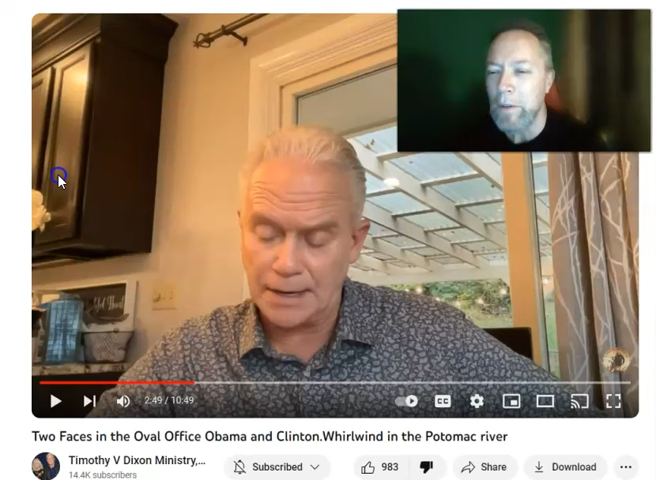 2:49 / 10:49
CC
Two Faces in the Oval Office Obama and Clinton.Whirlwind in the Potomac river
Timothy V Dixon Ministry,...
14.4K subscribers
Subscribed
983
Share
Download